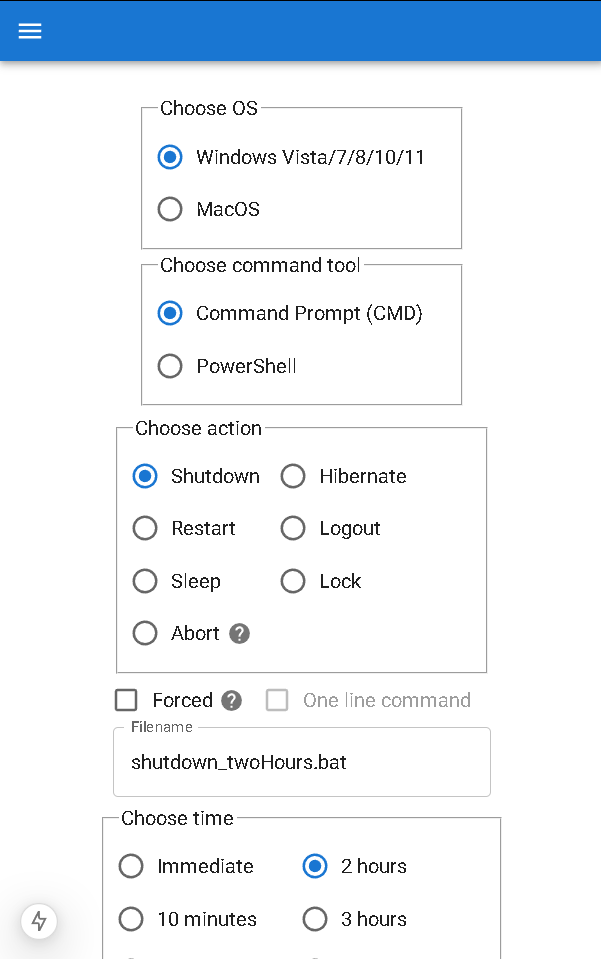 Choose OS
Windows Vista/7/8/10/11
MacOS
Choose command tool
Command Prompt (CMD)
PowerShell
Choose action
Shutdown Hibernate
Restart Logout
Sleep Lock
Abort ?
Forced ? One line command
Filename
shutdown_twoHours.bat
Choose time
Immediate 2 hours
10 minutes 3 hours